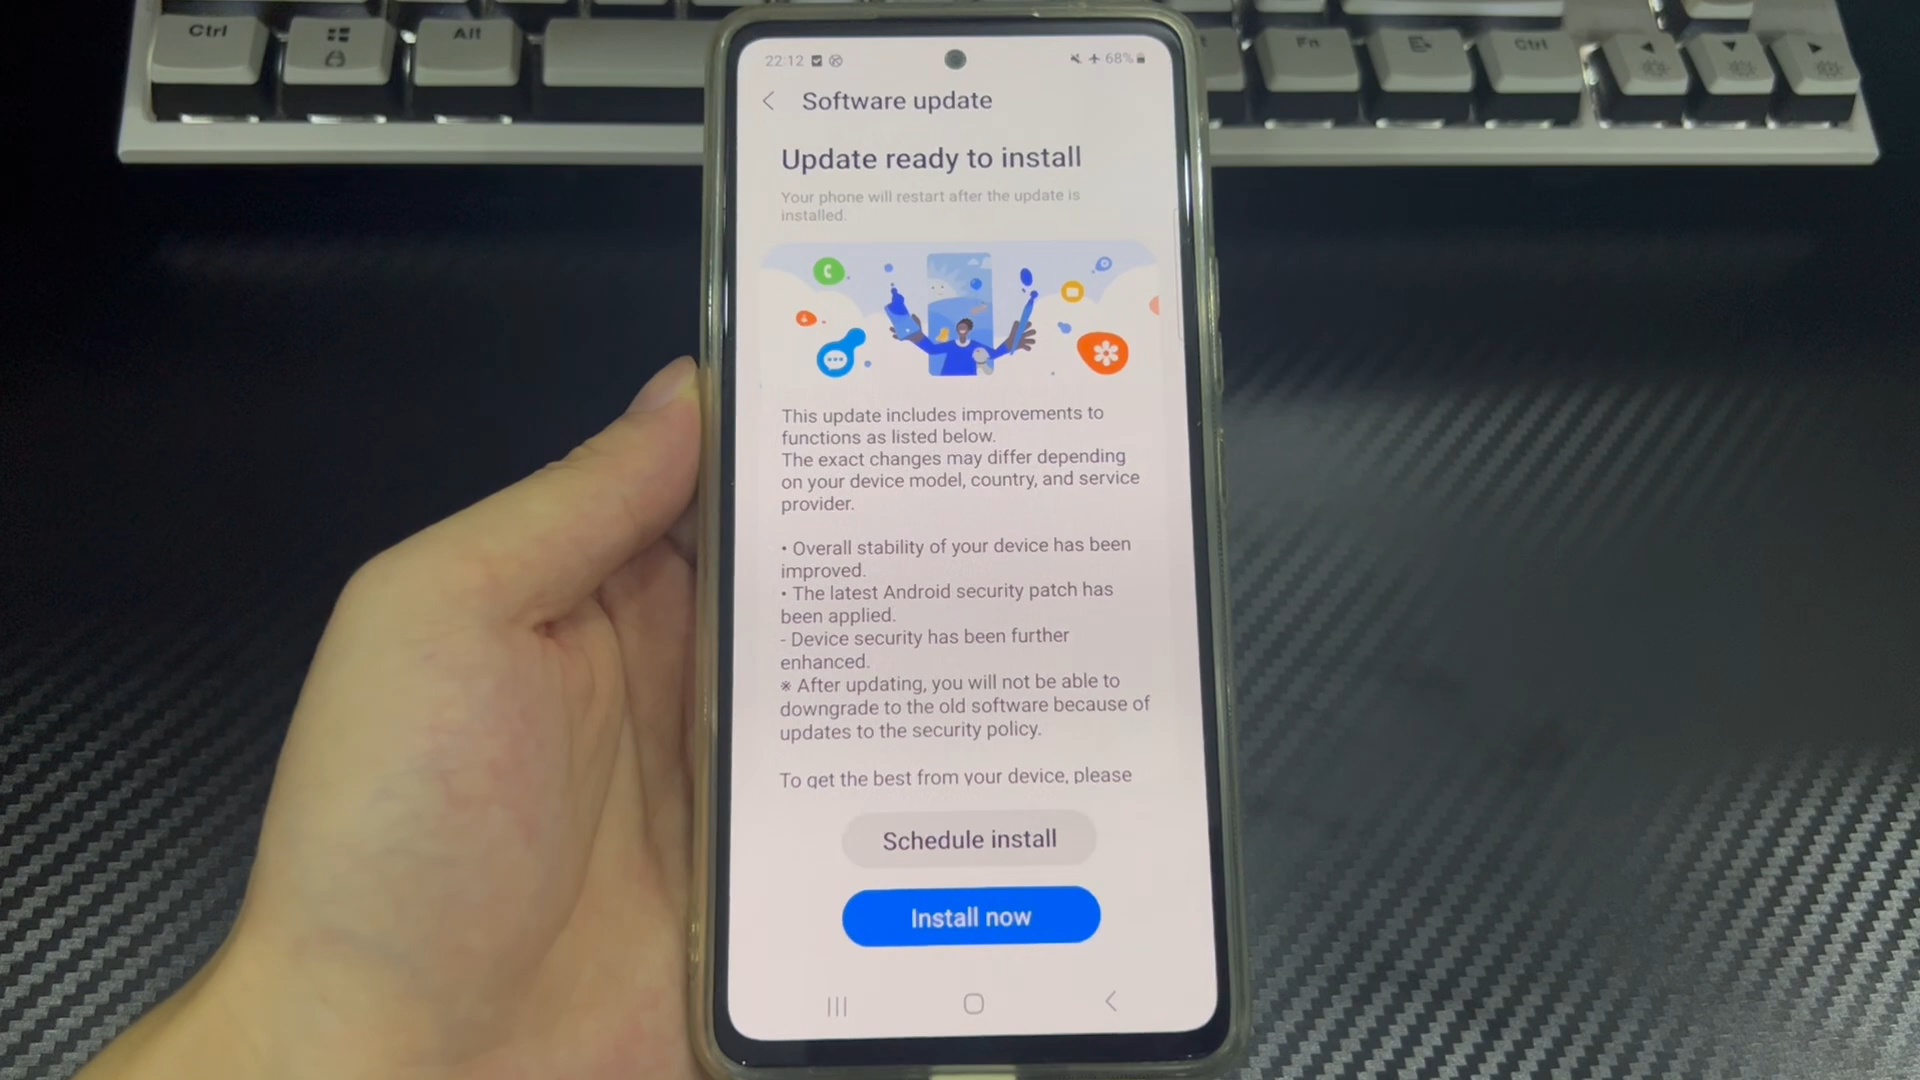 Ctrl
Alt
Fn
Ctrl
22:12
68%
Software update
Update ready to install
Your phone will restart after the update is
installed.
This update includes improvements to
functions as listed below.
The exact changes may differ depending
on your device model, country, and service
provider.
• Overall stability of your device has been
improved.
• The latest Android security patch has
been applied.
- Device security has been further
enhanced.
※ After updating, you will not be able to
downgrade to the old software because of
updates to the security policy.
To get the best from your device, please
Schedule install
Install now